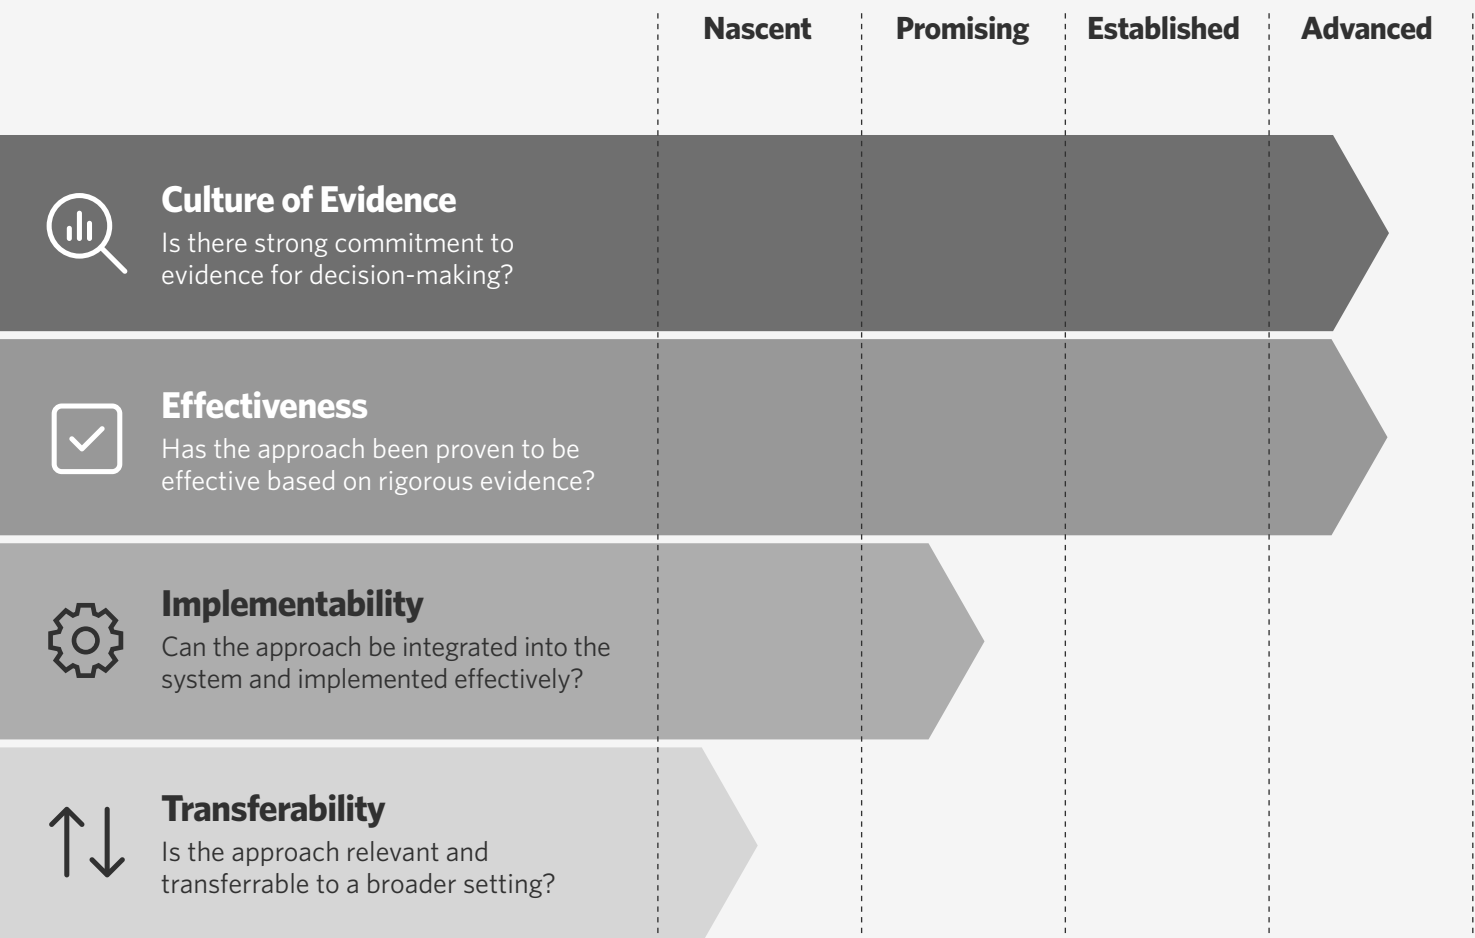 Nascent Promising Established Advanced
Culture of Evidence
Is there strong commitment to
evidence for decision-making?
Effectiveness
Has the approach been proven to be
effective based on rigorous evidence?
Implementability
Can the approach be integrated into the
system and implemented effectively?
Transferability
Is the approach relevant and
transferrable to a broader setting?